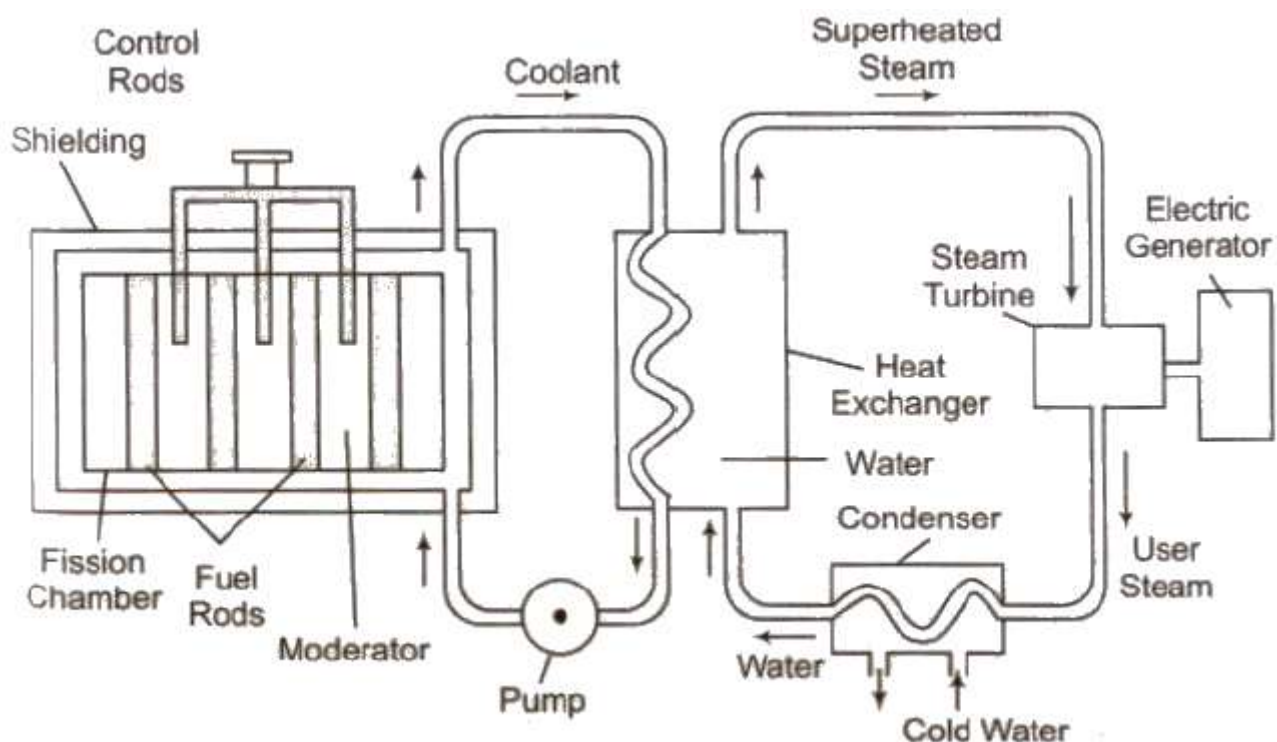 Control
Rods
Shielding
Coolant
Superheated
Steam
Electric
Generator
Steam
Turbine
Heat
Exchanger
Water
Condenser
User
Steam
Fission
Chamber
Fuel
Rods
Moderator
Pump
Water
Cold Water